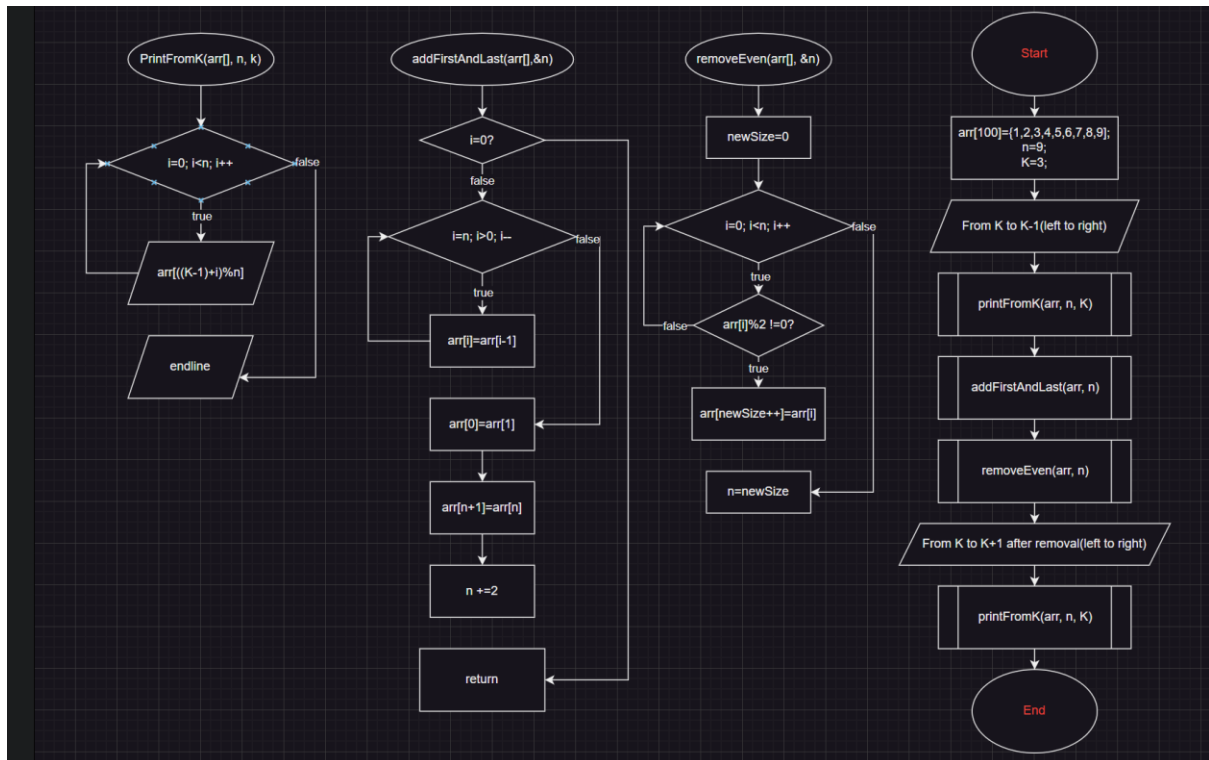 PrintFromK(arr[], n, k)
i=0; i<n; i++
false
true
arr[((K-1)+i)%n]
endline
addFirstAndLast(arr[],&n)
i=0?
false
i=n; i>0; i--
false
true
arr[i]=arr[i-1]
arr[0]=arr[1]
arr[n+1]=arr[n]
n +=2
return
removeEven(arr[], &n)
newSize=0
i=0; i<n; i++
false
true
arr[i]%2 !=0?
false
true
arr[newSize++]=arr[i]
n=newSize
Start
arr[100]={1,2,3,4,5,6,7,8,9};
n=9;
K=3;
From K to K-1(left to right)
printFromK(arr, n, K)
addFirstAndLast(arr, n)
removeEven(arr, n)
From K to K+1 after removal(left to right)
printFromK(arr, n, K)
End